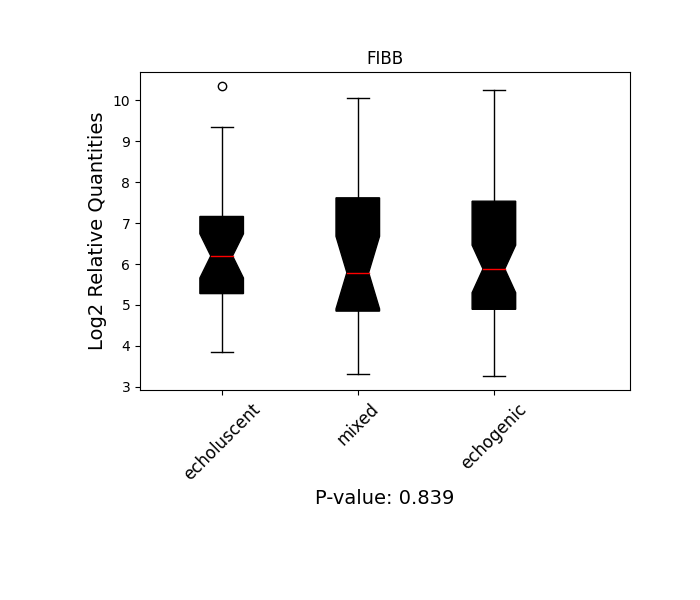 FIBB
Log2 Relative Quantities
10
9
8
7
6
5
4
3
echoluscent
mixed
echogenic
P-value: 0.839